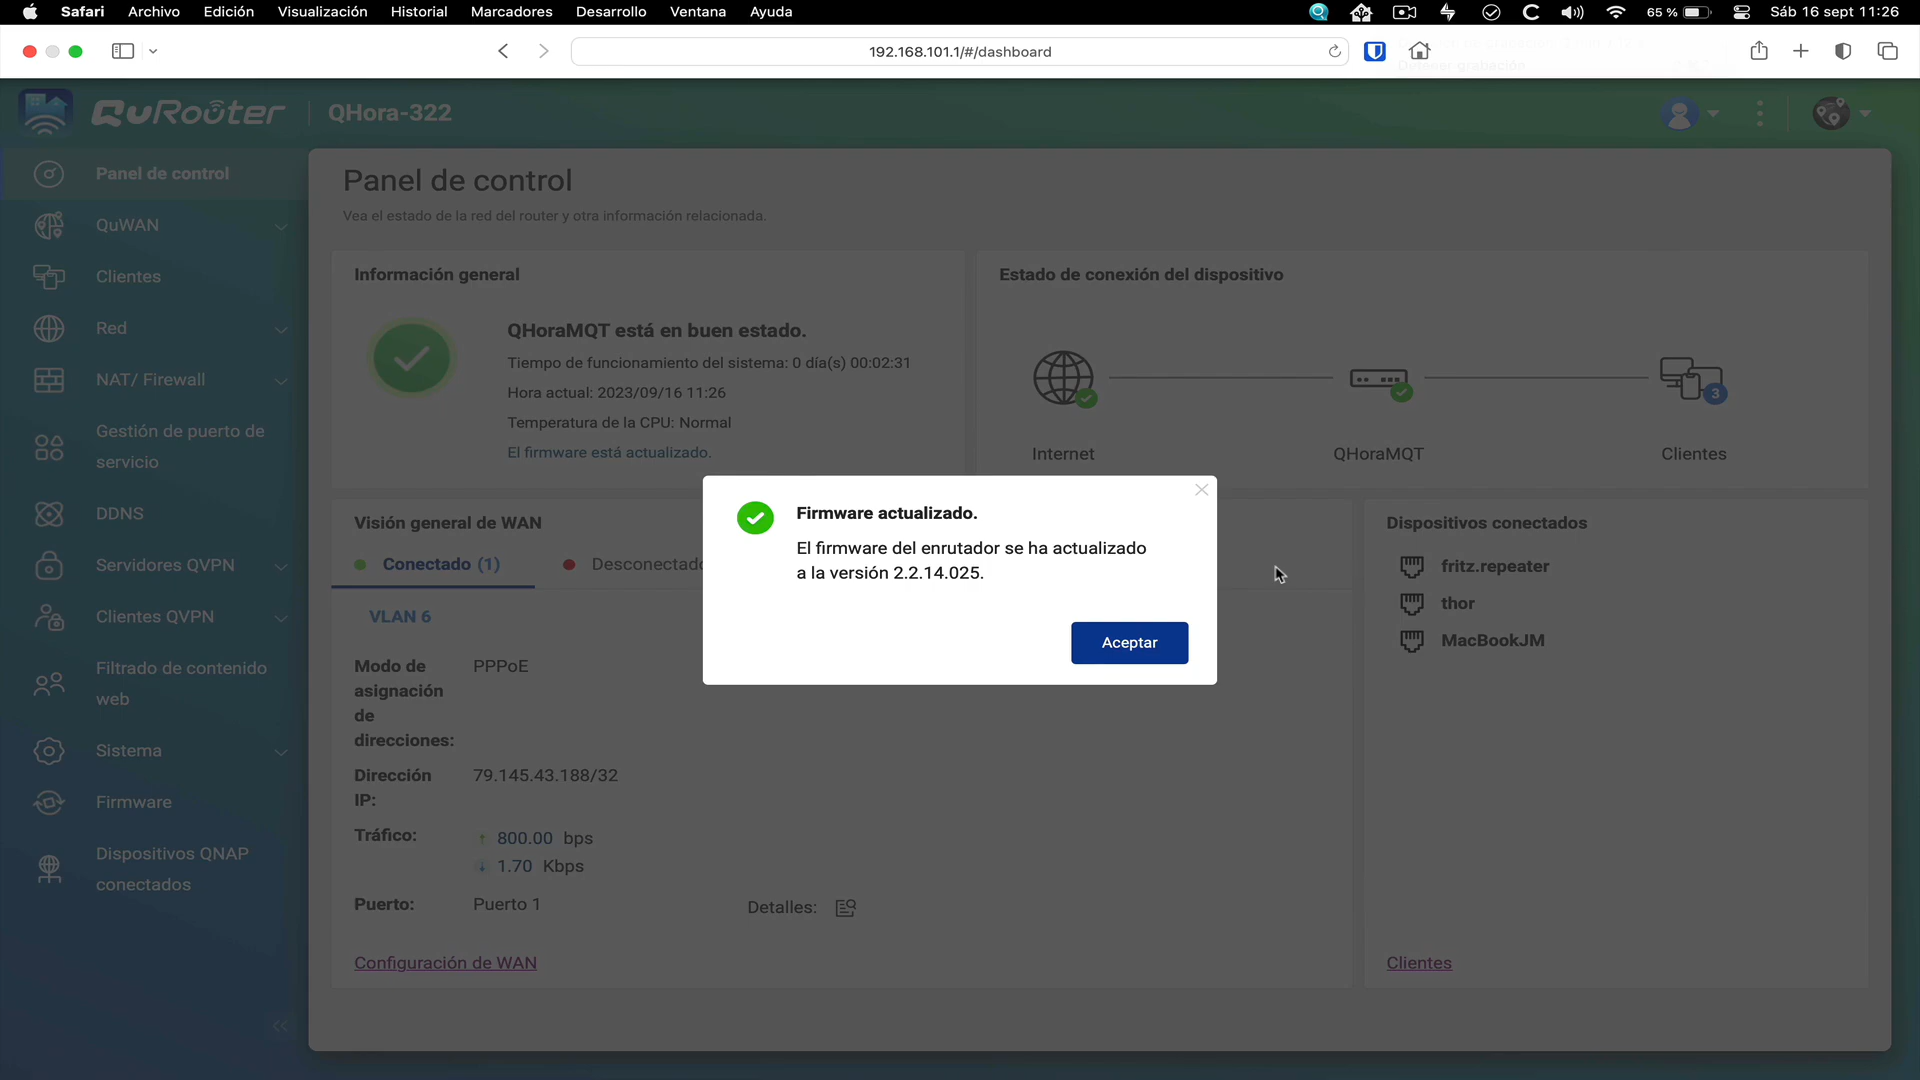 Safari Archivo Edición Visualización Historial Marcadores Desarrollo Ventana Ayuda 65 % Sáb 16 sept 11:26
192.168.101.1/#/dashboard
QuRouter | QHora-322
Panel de control
QuWAN
Clientes
Red
NAT/ Firewall
Gestión de puerto de
servicio
DDNS
Servidores QVPN
Clientes QVPN
Filtrado de contenido
web
Sistema
Firmware
Dispositivos QNAP
conectados
Panel de control
Vea el estado de la red del router y otra información relacionada.
Información general
QHoraMQT está en buen estado.
Tiempo de funcionamiento del sistema: 0 día(s) 00:02:31
Hora actual: 2023/09/16 11:26
Temperatura de la CPU: Normal
El firmware está actualizado.
Estado de conexión del dispositivo
3
Internet QHoraMQT Clientes
Visión general de WAN
Conectado (1) Desconectado
VLAN 6
Modo de PPPoE
asignación
de
direcciones:
Dirección 79.145.43.188/32
IP:
Tráfico: 800.00 bps
1.70 Kbps
Puerto: Puerto 1 Detalles:
Configuración de WAN
Dispositivos conectados
fritz.repeater
thor
MacBookJM
Clientes
Firmware actualizado.
El firmware del enrutador se ha actualizado
a la versión 2.2.14.025.
Aceptar